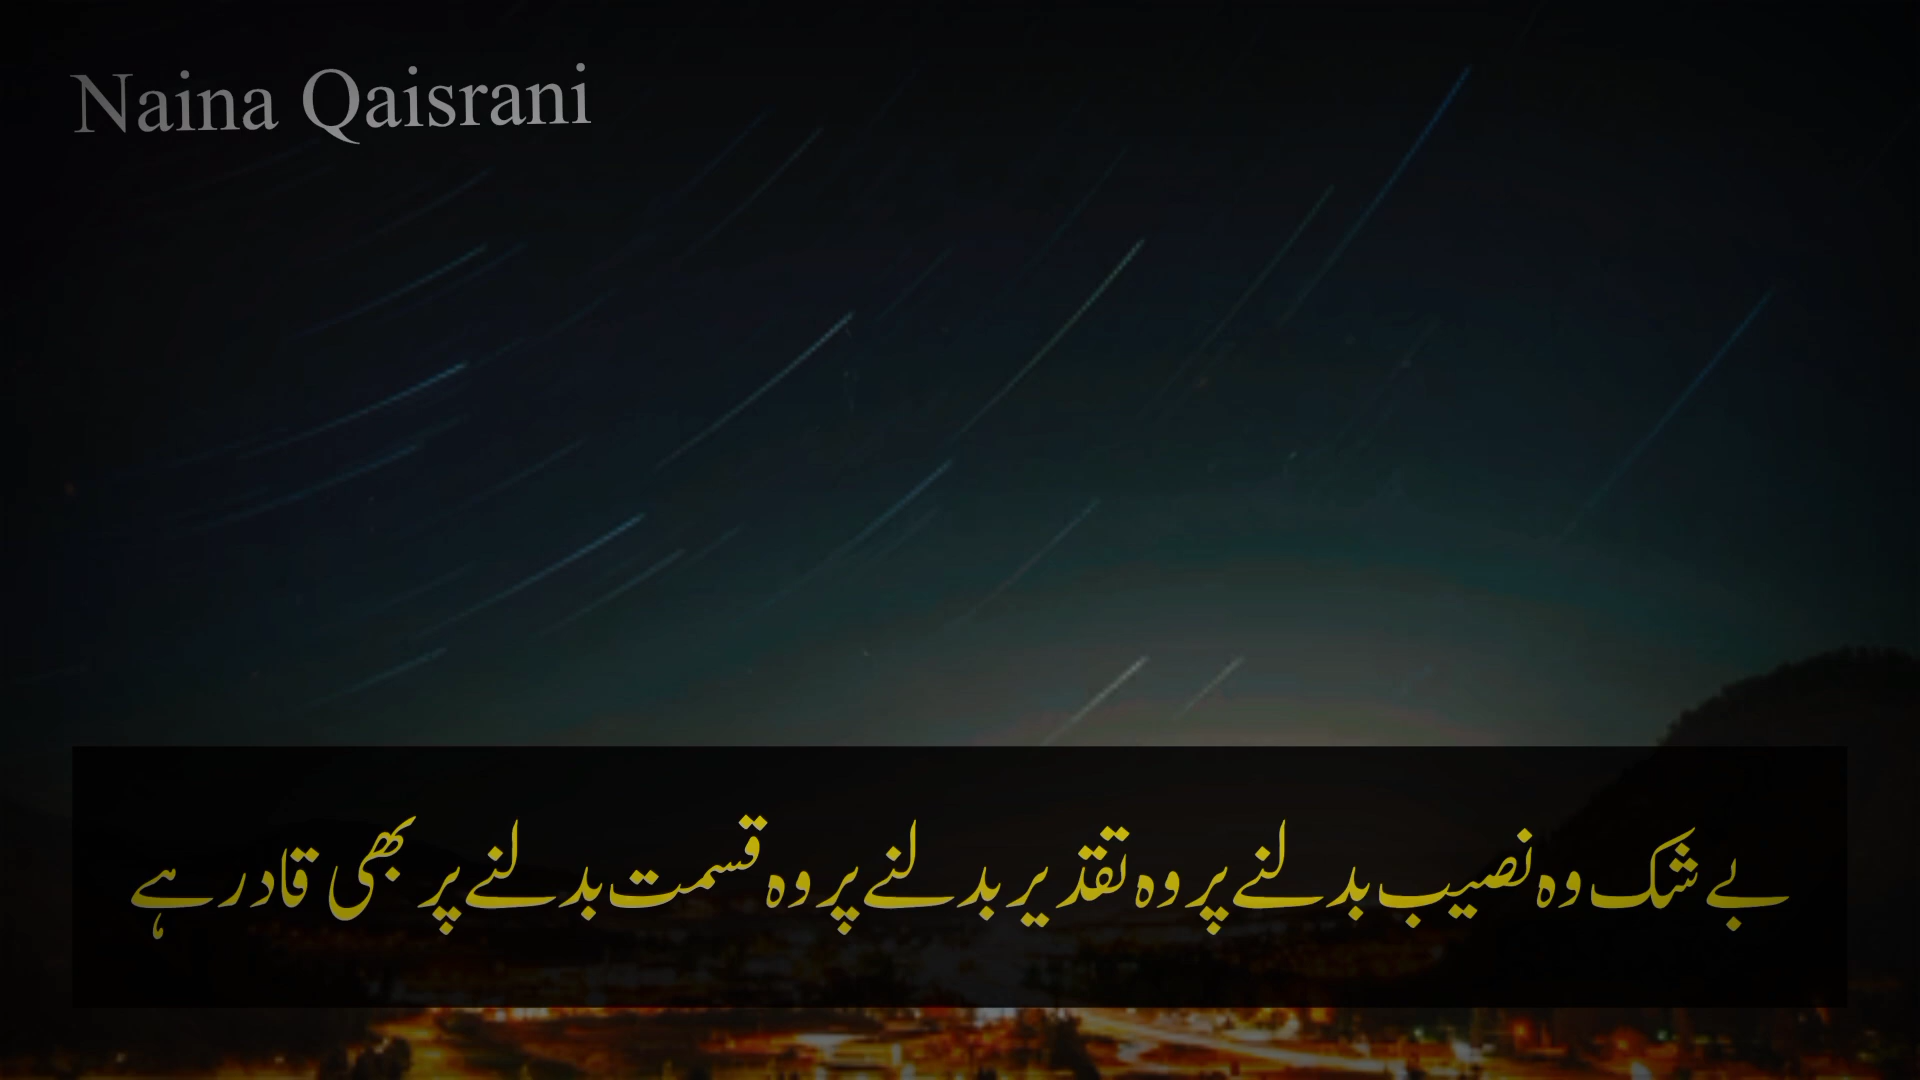 Naina Qaisrani
بے شک وہ نصیب بدلنے پر وہ تقدیر بدلنے پر وہ قسمت بدلنے پر بھی قادر ہے